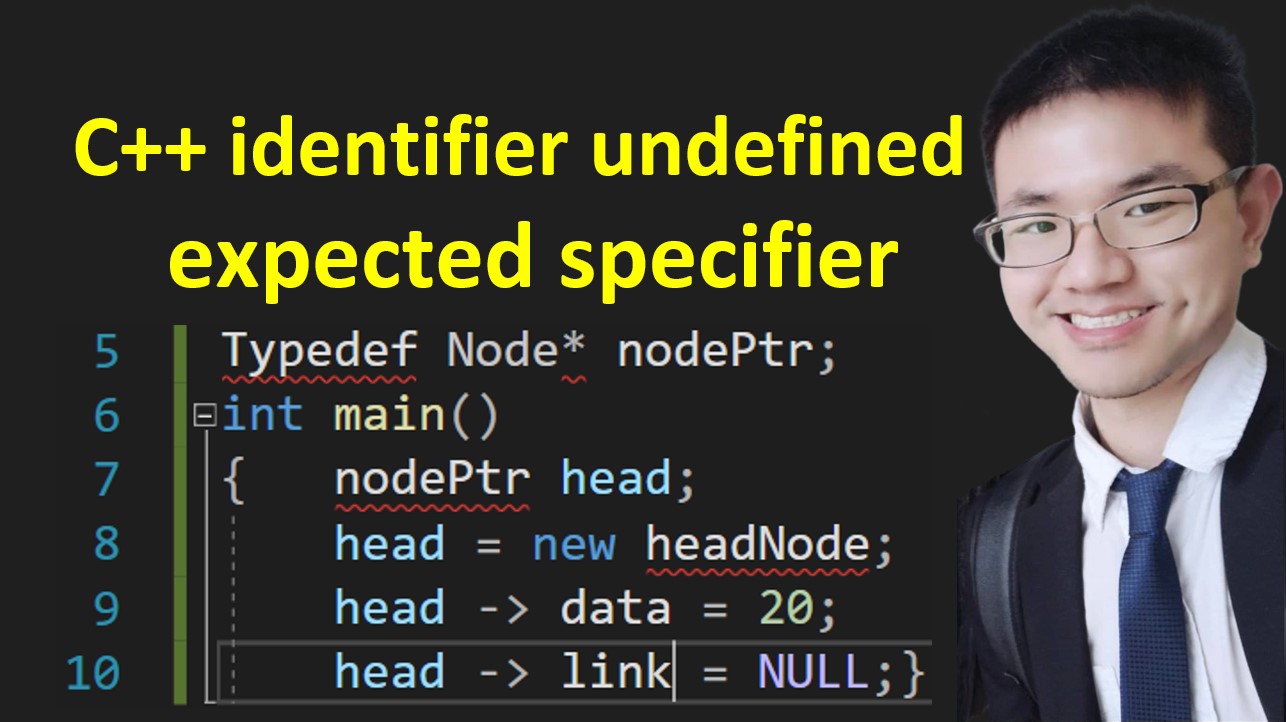 C++ identifier undefined
expected specifier
5 Typedef Node* nodePtr;
6 int main()
7 { nodePtr head;
8 head = new headNode;
9 head -> data = 20;
10 head -> link = NULL;}